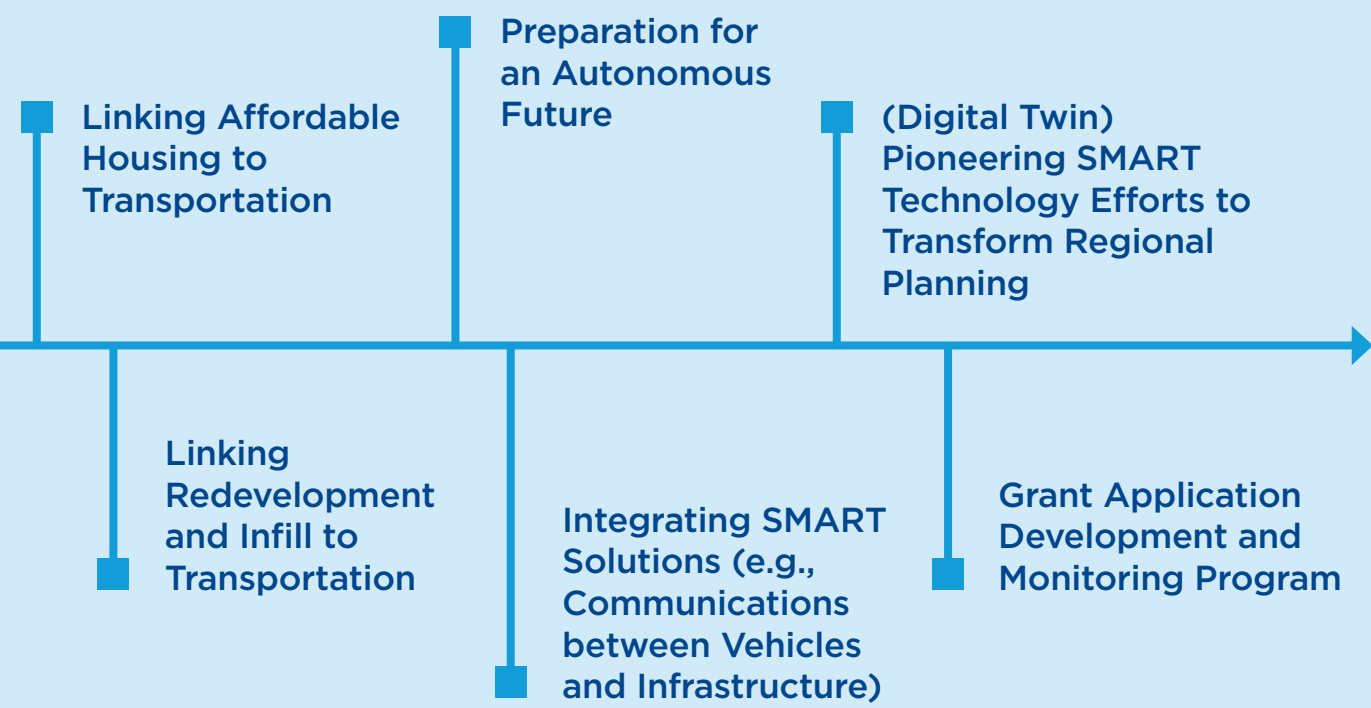 Linking Affordable
Housing to
Transportation
Linking
Redevelopment
and Infill to
Transportation
Preparation for
an Autonomous
Future
Integrating SMART
Solutions (e.g.,
Communications
between Vehicles
and Infrastructure)
(Digital Twin)
Pioneering SMART
Technology Efforts to
Transform Regional
Planning
Grant Application
Development and
Monitoring Program